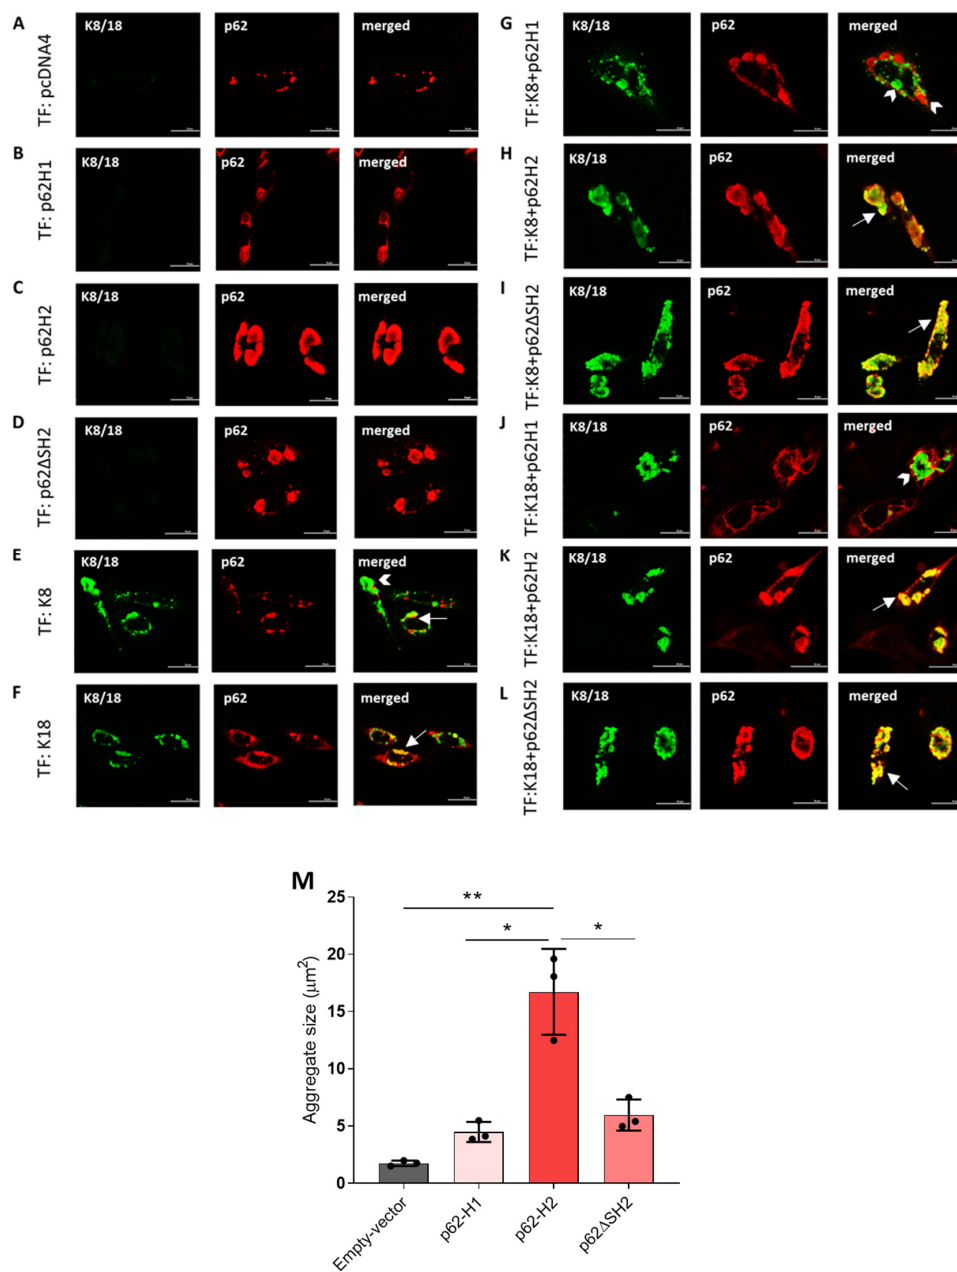 A
TF: pcDNA4
K8/18
p62
merged
B
TF: p62H1
K8/18
p62
merged
C
TF: p62H2
K8/18
p62
merged
D
TF: p62ΔSH2
K8/18
p62
merged
E
TF: K8
K8/18
p62
merged
F
TF: K18
K8/18
p62
merged
G
TF:K8+p62H1
K8/18
p62
merged
H
TF:K8+p62H2
K8/18
p62
merged
I
TF:K8+p62ΔSH2
K8/18
p62
merged
J
TF:K18+p62H1
K8/18
p62
merged
K
TF:K18+p62H2
K8/18
p62
merged
L
TF:K18+p62ΔSH2
K8/18
p62
merged
M
Aggregate size (μm²)
25
20
15
10
5
0
**
*
*
Empty-vector
p62-H1
p62-H2
p62ΔSH2